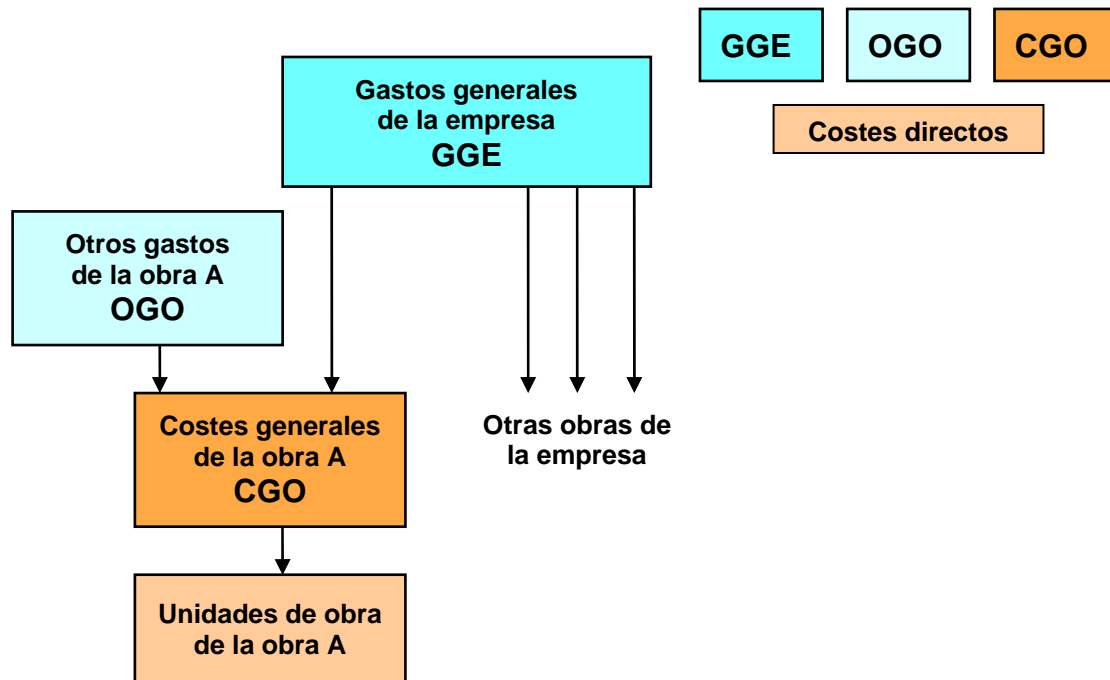 GGE
OGO
CGO
Costes directos
Gastos generales
de la empresa
GGE
Otros gastos
de la obra A
OGO
Costes generales
de la obra A
CGO
Otras obras de
la empresa
Unidades de obra
de la obra A